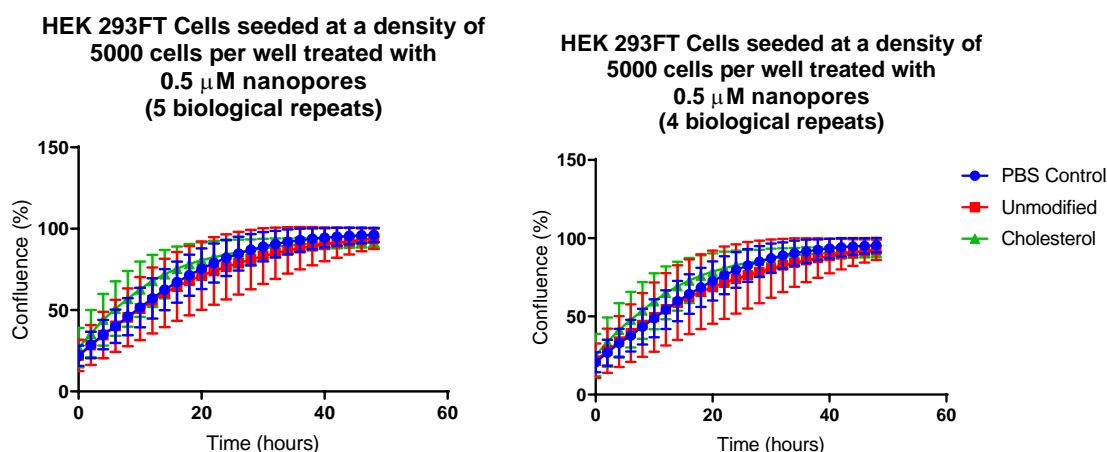 HEK 293FT Cells seeded at a density of
5000 cells per well treated with
0.5 μM nanopores
(5 biological repeats)
150
100
50
0
0 20 40 60
Confluence (%)
Time (hours)
HEK 293FT Cells seeded at a density of
5000 cells per well treated with
0.5 μM nanopores
(4 biological repeats)
150
100
50
0
0 20 40 60
Confluence (%)
Time (hours)
PBS Control
Unmodified
Cholesterol